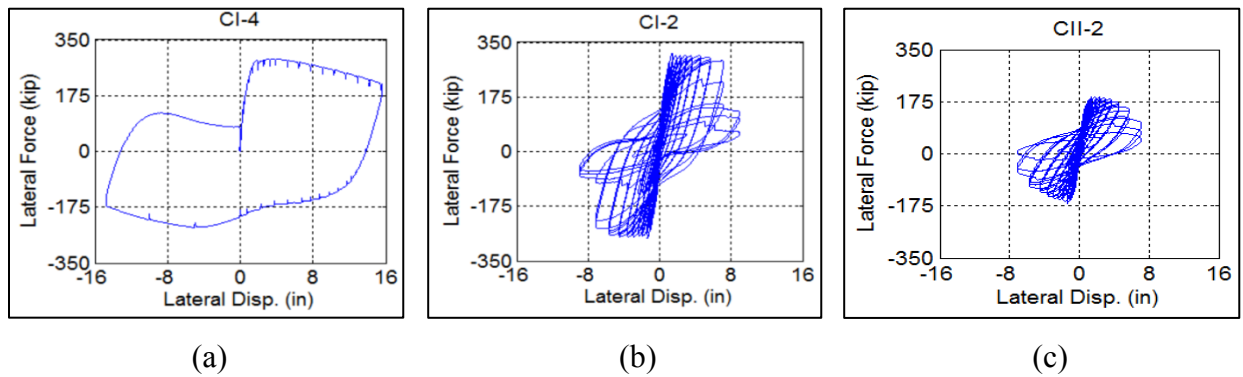 CI-4
350
175
0
-175
-350
-16 -8 0 8 16
Lateral Force (kip)
Lateral Disp. (in)
(a)
CI-2
350
175
0
-175
-350
-16 -8 0 8 16
Lateral Force (kip)
Lateral Disp. (in)
(b)
CII-2
350
175
0
-175
-350
-16 -8 0 8 16
Lateral Force (kip)
Lateral Disp. (in)
(c)